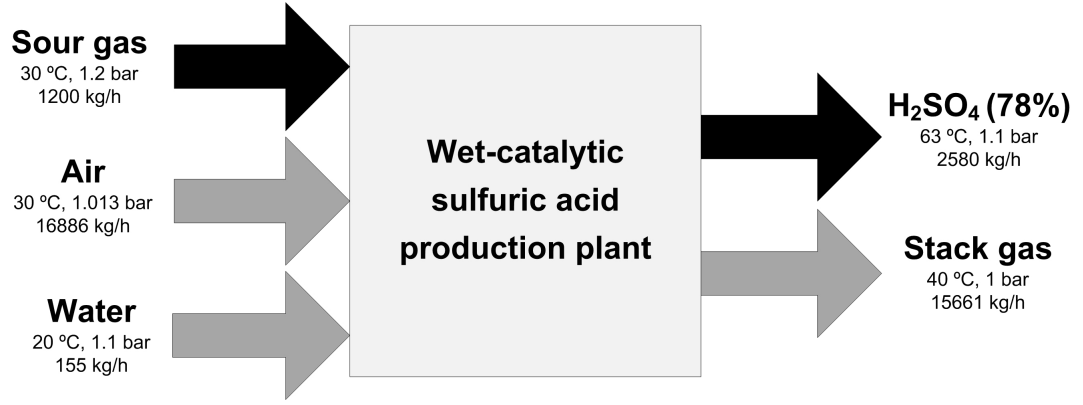 Sour gas
30 ºC, 1.2 bar
1200 kg/h
Air
30 ºC, 1.013 bar
16886 kg/h
Water
20 ºC, 1.1 bar
155 kg/h
Wet-catalytic
sulfuric acid
production plant
H₂SO₄ (78%)
63 ºC, 1.1 bar
2580 kg/h
Stack gas
40 ºC, 1 bar
15661 kg/h